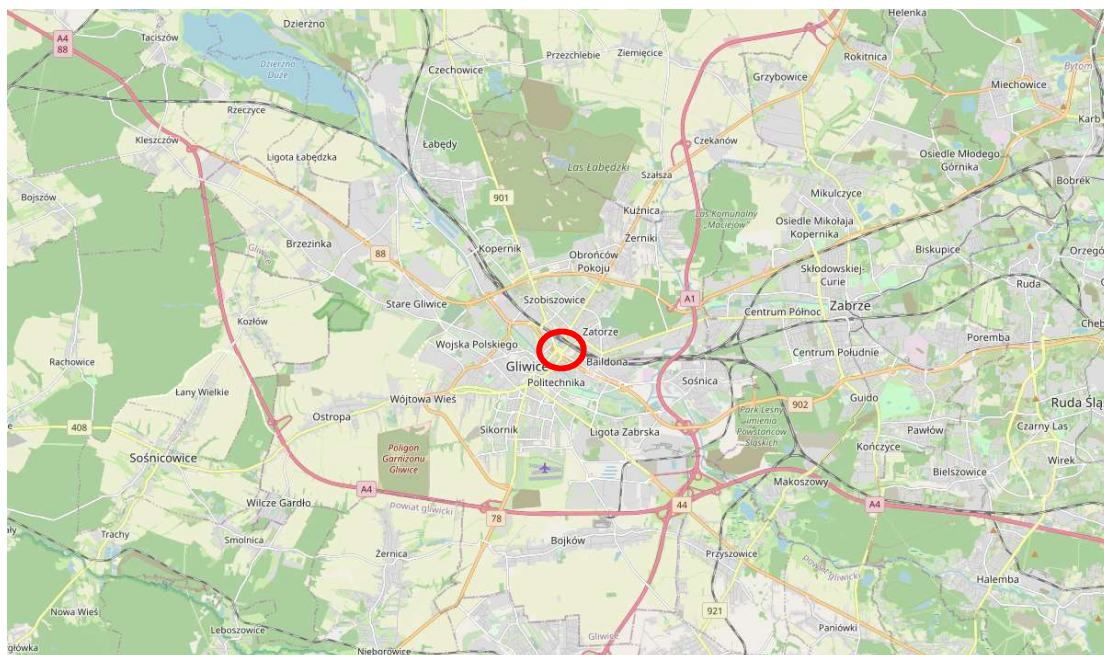 Dzierżno
Helenka
A4
88
Taciszów
Przezchlebie
Ziemięcice
Rokitnica
Dzierżno
Duże
Czechowice
Grzybowice
Miechowice
Bytom
Rzeczyce
Karb
Kleszczów
Łabędy
Czekanów
Ligota Łabędzka
Las Łabędzki
Szałsza
Osiedle Młodego
Górnika
Bobrek
Bojszów
901
Mikulczyce
Kuźnica
Las Komunalny
„Maciejów”
Osiedle Mikołaja
Kopernika
Brzezinka
Gliwice
Kopernik
Żerniki
Biskupice
Orzego
88
Obrońców
Pokoju
Skłodowskiej-
Curie
Ruda
Stare Gliwice
Szobiszowice
A1
Zabrze
Centrum Północ
Kozłów
Zatorze
Cheb
Wojska Polskiego
Poremba
Rachowice
Gliwice
Baildona
Centrum Południe
Politechnika
Sośnica
Łany Wielkie
Wójtowa Wieś
902
Guido
Ruda Ślą
Ostropa
Park Leśny
imienia
Powstańców
Śląskich
408
Sikornik
Ligota Zabrska
Pawłów
Czarny Las
Poligon
Garnizonu
Gliwice
Kończyce
Sośnicowice
Bielszowice
Wirek
A4
Makoszowy
Wilcze Gardło
powiat gliwicki
44
A4
78
Trachy
Smolnica
Bojków
Żernica
Przyszowice
Halemba
Nowa Wieś
921
Leboszowice
Paniówki
Gliwice
Nieborowice